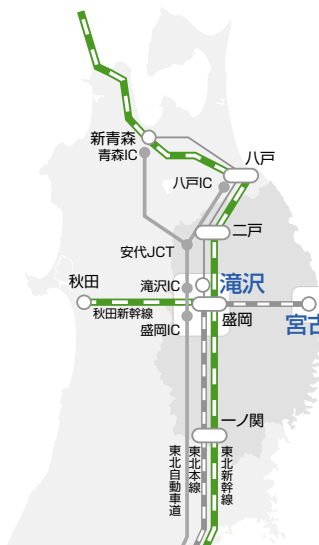 新青森
青森IC
八戸
八戸IC
二戸
安代JCT
秋田
滝沢IC
滝沢
秋田新幹線
盛岡
盛岡IC
宮古
一ノ関
東北自動車道
東北本線
東北新幹線